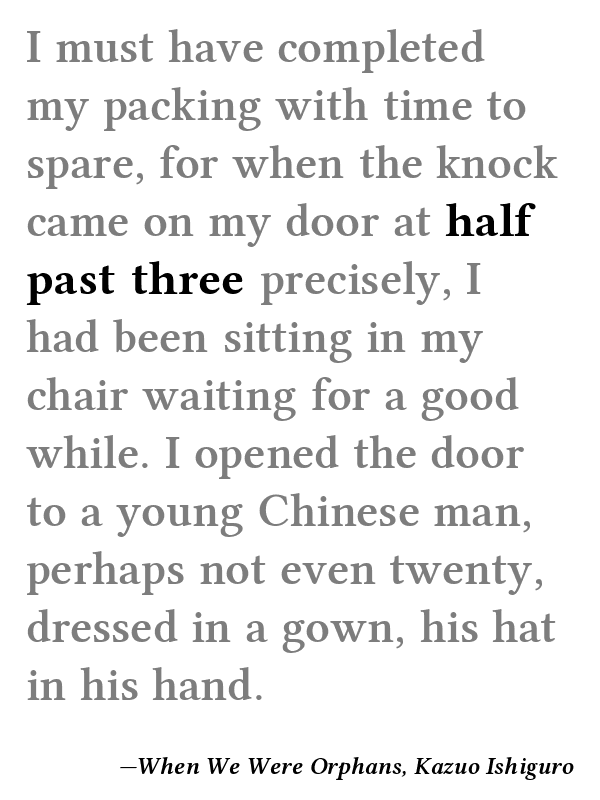 I must have completed
my packing with time to
spare, for when the knock
came on my door at half
past three precisely, I
had been sitting in my
chair waiting for a good
while. I opened the door
to a young Chinese man,
perhaps not even twenty,
dressed in a gown, his hat
in his hand.
—When We Were Orphans, Kazuo Ishiguro